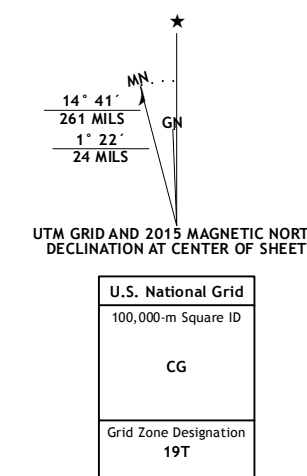 ★
MN
14° 41´
261 MILS
GN
1° 22´
24 MILS
UTM GRID AND 2015 MAGNETIC NORT
DECLINATION AT CENTER OF SHEET
U.S. National Grid
100,000-m Square ID
CG
Grid Zone Designation
19T